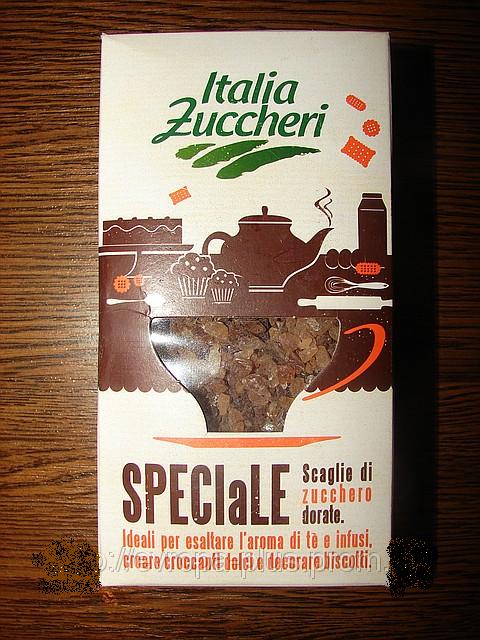 Italia
Zuccheri
SPECIaLE
Scaglie di
zucchero
dorate.
Ideali per esaltare l'aroma di tè e infusi,
creare croccanti dolci e decorare biscotti.